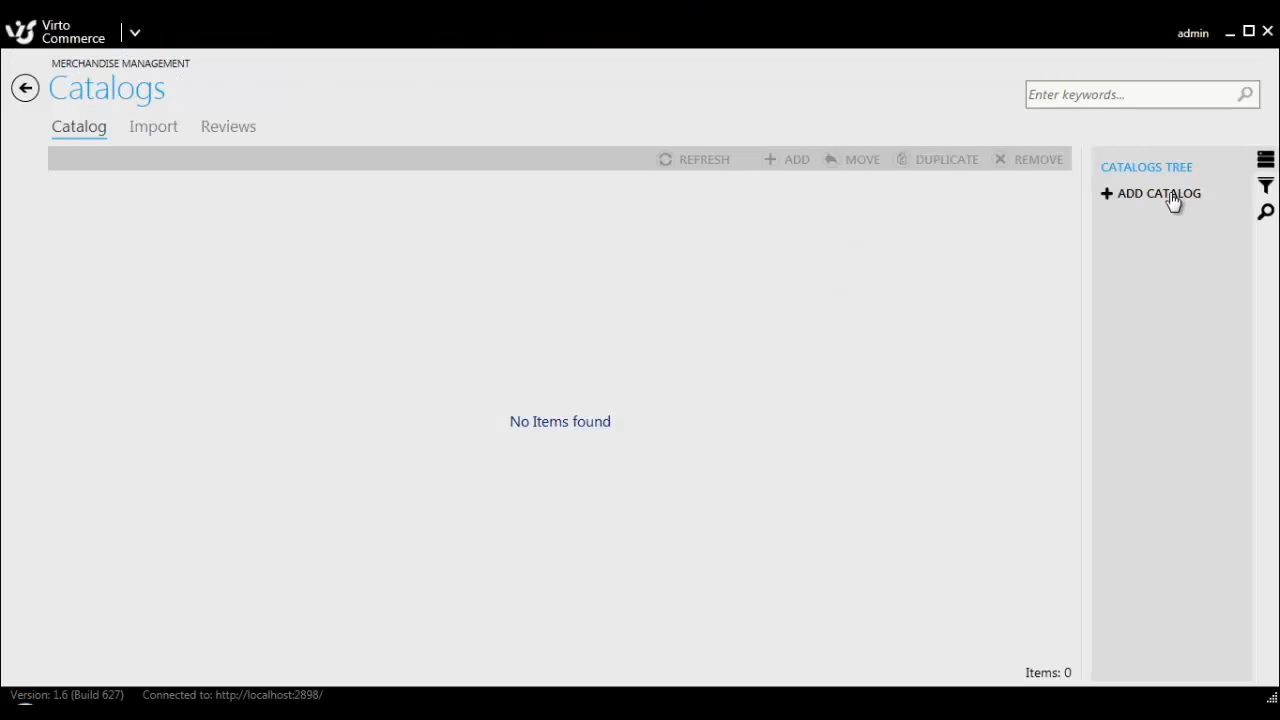 Virto
Commerce
admin
MERCHANDISE MANAGEMENT
Catalogs
Enter keywords...
Catalog Import Reviews
REFRESH ADD MOVE DUPLICATE REMOVE
CATALOGS TREE
ADD CATALOG
No Items found
Items: 0
Version: 1.6 (Build 627) Connected to: http://localhost:2898/